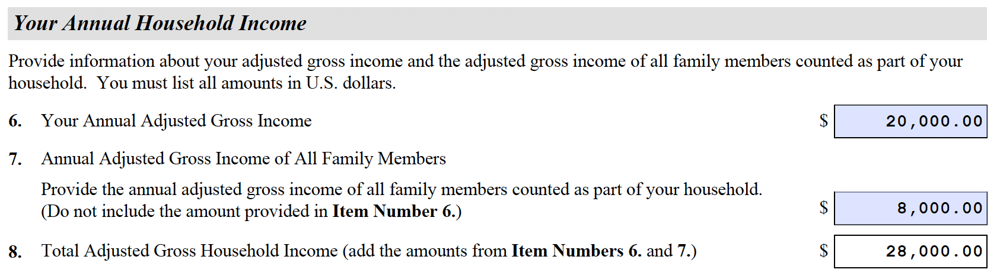 Your Annual Household Income
Provide information about your adjusted gross income and the adjusted gross income of all family members counted as part of your
household. You must list all amounts in U.S. dollars.
6. Your Annual Adjusted Gross Income $ 20,000.00
7. Annual Adjusted Gross Income of All Family Members
Provide the annual adjusted gross income of all family members counted as part of your household.
(Do not include the amount provided in Item Number 6.) $ 8,000.00
8. Total Adjusted Gross Household Income (add the amounts from Item Numbers 6. and 7.) $ 28,000.00